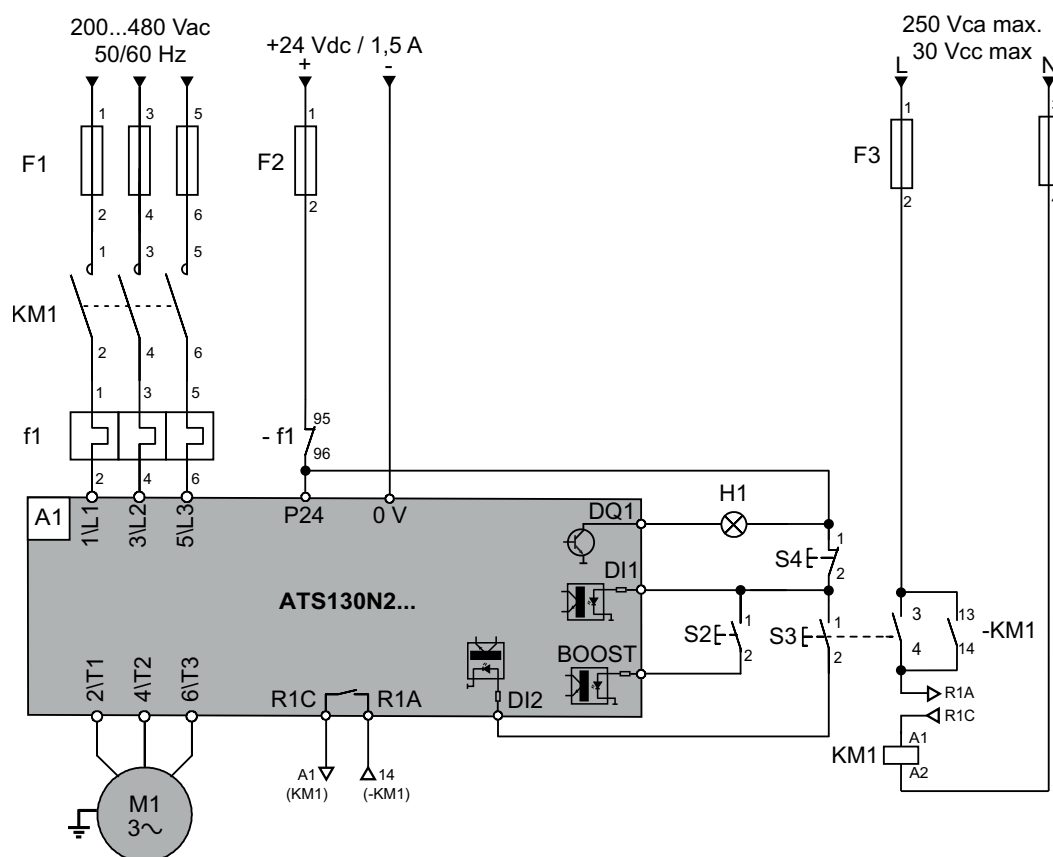 200...480 Vac
50/60 Hz
+24 Vdc / 1,5 A
+ -
250 Vca max.
30 Vcc max
L N
1 3 5
F1
2 4 6
1
F2
2
1
F3
2
1 3 5
KM1
2 4 6
1 3 5
f1
2 4 6
95
- f1
96
A1
1\L1
3\L2
5\L3
P24
0 V
DQ1
H1
1
S4
2
DI1
ATS130N2...
1
S2
2
1
S3
2
3
4
13
14
-KM1
BOOST
2\T1
4\T2
6\T3
R1C
R1A
DI2
R1A
R1C
A1
KM1
A2
A1
(KM1)
14
(-KM1)
M1
3~